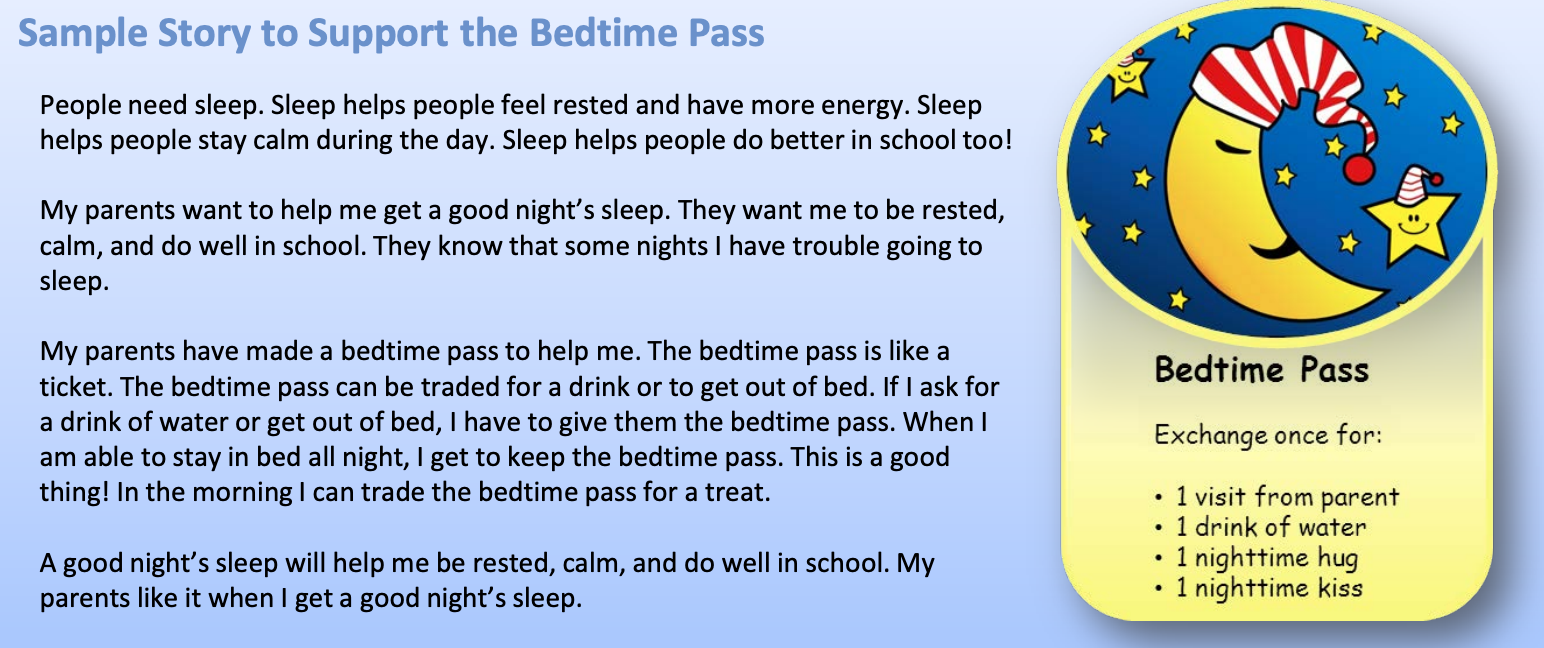 Sample Story to Support the Bedtime Pass
People need sleep. Sleep helps people feel rested and have more energy. Sleep
helps people stay calm during the day. Sleep helps people do better in school too!
My parents want to help me get a good night’s sleep. They want me to be rested,
calm, and do well in school. They know that some nights I have trouble going to
sleep.
My parents have made a bedtime pass to help me. The bedtime pass is like a
ticket. The bedtime pass can be traded for a drink or to get out of bed. If I ask for
a drink of water or get out of bed, I have to give them the bedtime pass. When I
am able to stay in bed all night, I get to keep the bedtime pass. This is a good
thing! In the morning I can trade the bedtime pass for a treat.
A good night’s sleep will help me be rested, calm, and do well in school. My
parents like it when I get a good night’s sleep.
Bedtime Pass
Exchange once for:
• 1 visit from parent
• 1 drink of water
• 1 nighttime hug
• 1 nighttime kiss